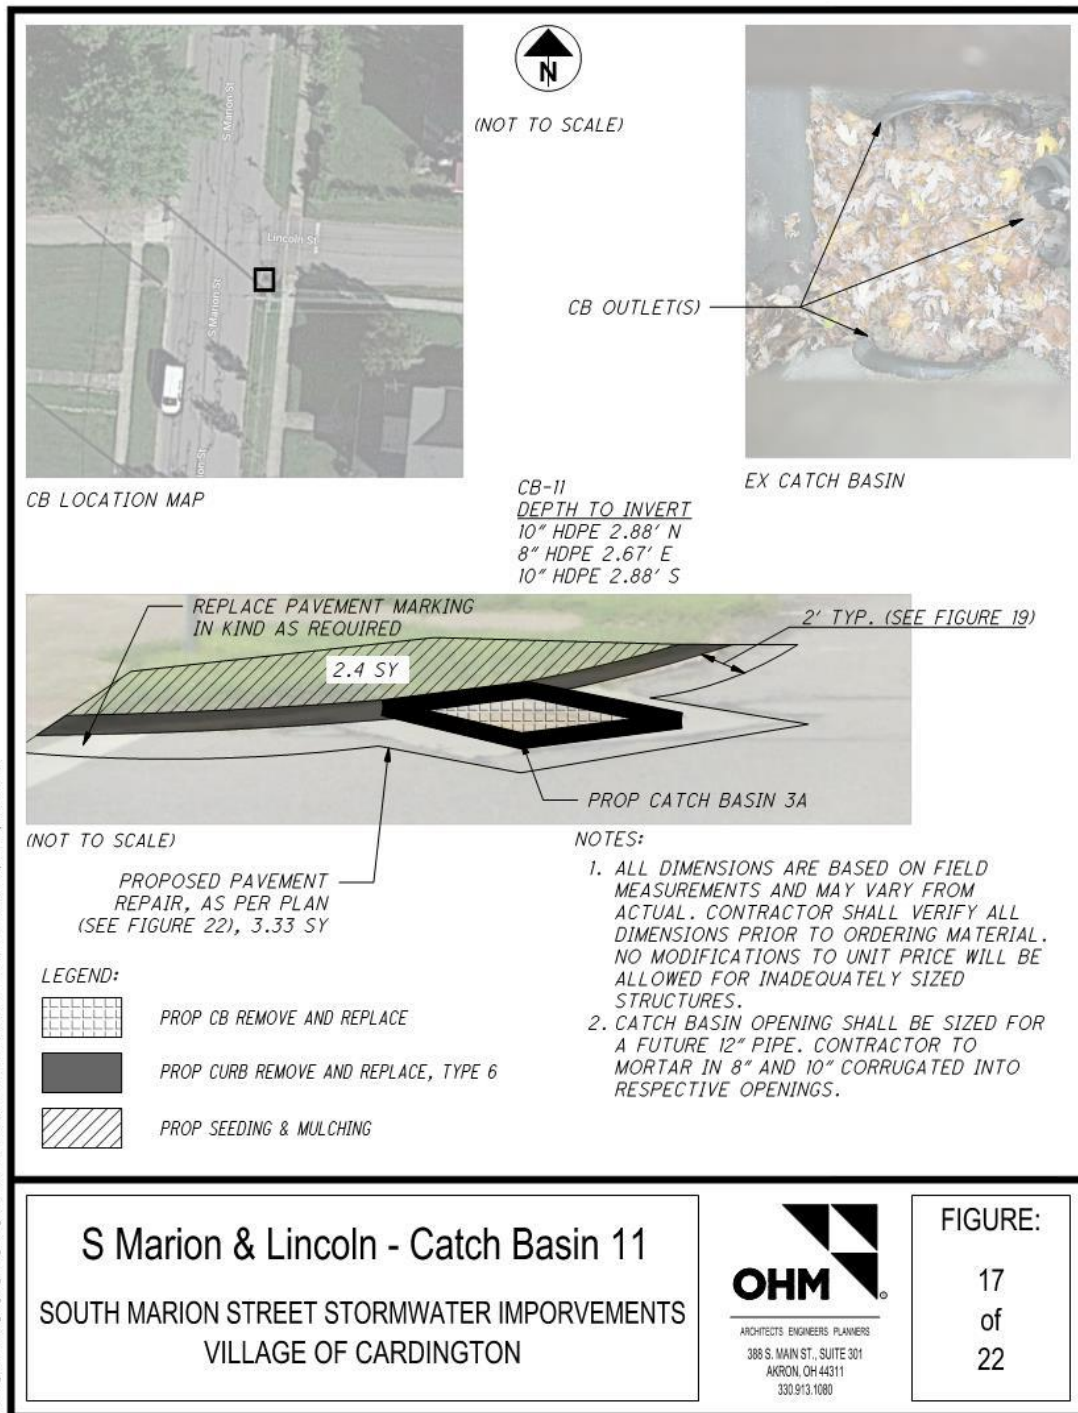 S Marion St
Lincoln St
S Marion St
ion St
CB LOCATION MAP
N
(NOT TO SCALE)
CB OUTLET(S)
EX CATCH BASIN
CB-11
DEPTH TO INVERT
10" HDPE 2.88' N
8" HDPE 2.67' E
10" HDPE 2.88' S
REPLACE PAVEMENT MARKING
IN KIND AS REQUIRED
2.4 SY
2' TYP. (SEE FIGURE 19)
PROP CATCH BASIN 3A
(NOT TO SCALE)
PROPOSED PAVEMENT
REPAIR, AS PER PLAN
(SEE FIGURE 22), 3.33 SY
NOTES:
1. ALL DIMENSIONS ARE BASED ON FIELD
MEASUREMENTS AND MAY VARY FROM
ACTUAL. CONTRACTOR SHALL VERIFY ALL
DIMENSIONS PRIOR TO ORDERING MATERIAL.
NO MODIFICATIONS TO UNIT PRICE WILL BE
ALLOWED FOR INADEQUATELY SIZED
STRUCTURES.
2. CATCH BASIN OPENING SHALL BE SIZED FOR
A FUTURE 12" PIPE. CONTRACTOR TO
MORTAR IN 8" AND 10" CORRUGATED INTO
RESPECTIVE OPENINGS.
LEGEND:
PROP CB REMOVE AND REPLACE
PROP CURB REMOVE AND REPLACE, TYPE 6
PROP SEEDING & MULCHING
S Marion & Lincoln - Catch Basin 11
SOUTH MARION STREET STORMWATER IMPORVEMENTS
VILLAGE OF CARDINGTON
OHM
ARCHITECTS ENGINEERS PLANNERS
388 S. MAIN ST., SUITE 301
AKRON, OH 44311
330.913.1080
FIGURE:
17
of
22